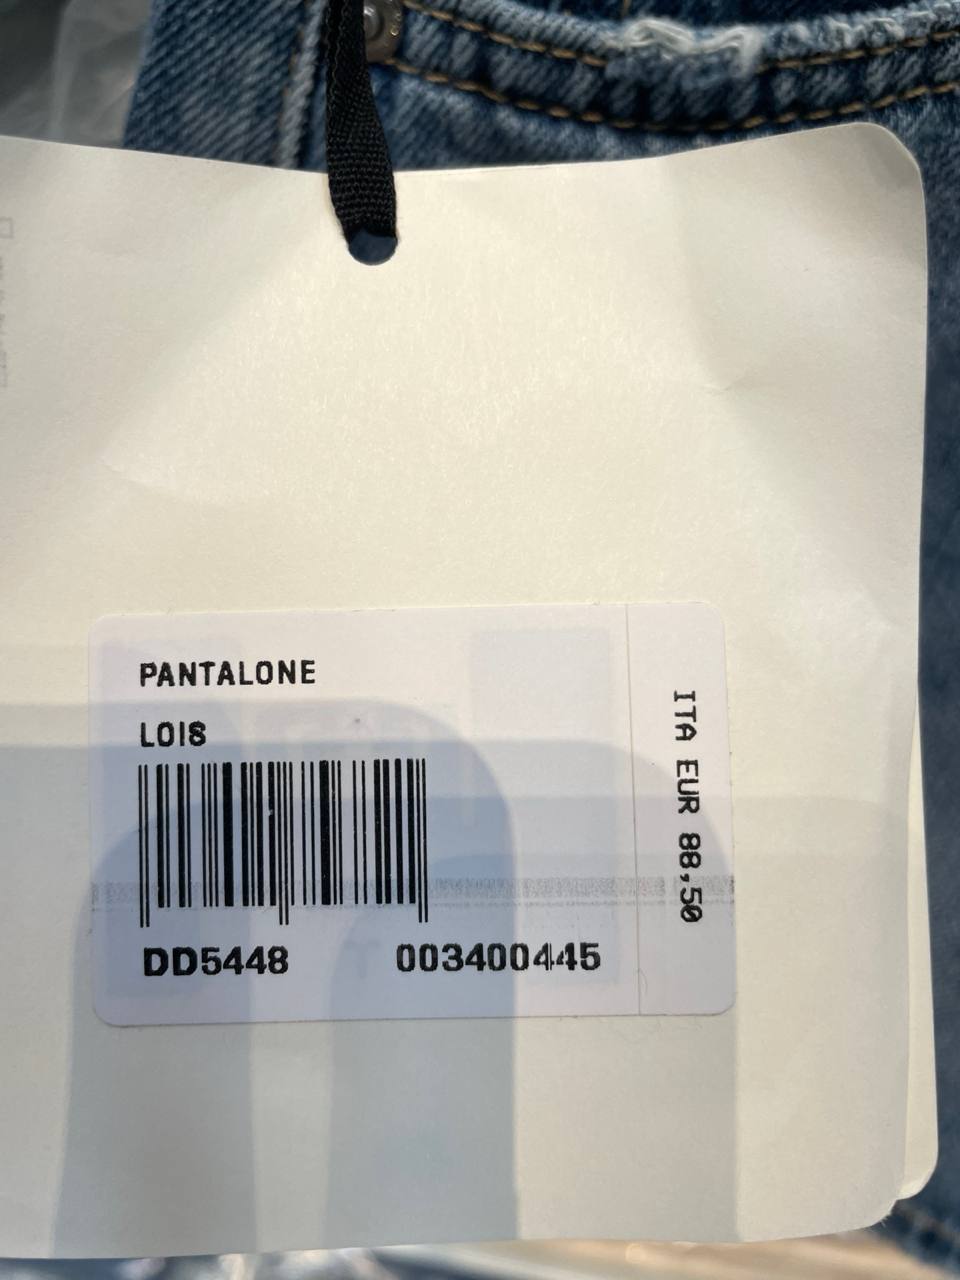 PANTALONE
LOIS
DD5448 003400445
ITA EUR 88,50